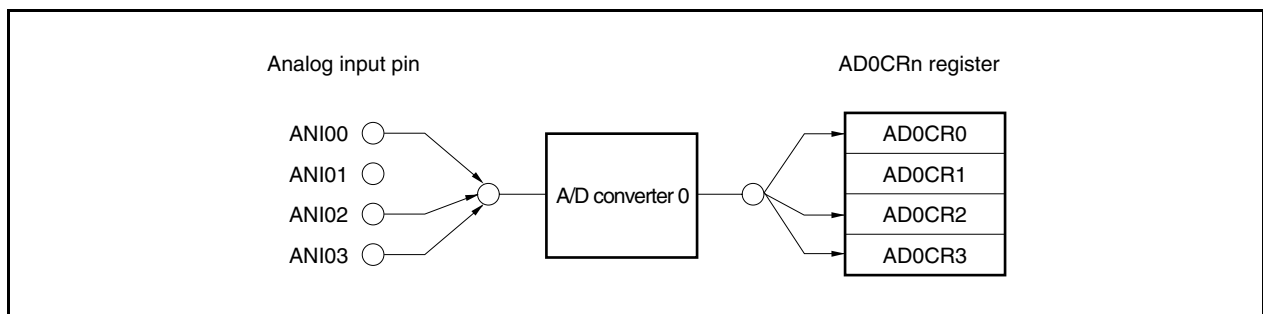 Analog input pin
AD0CRn register
ANI00
ANI01
ANI02
ANI03
A/D converter 0
AD0CR0
AD0CR1
AD0CR2
AD0CR3